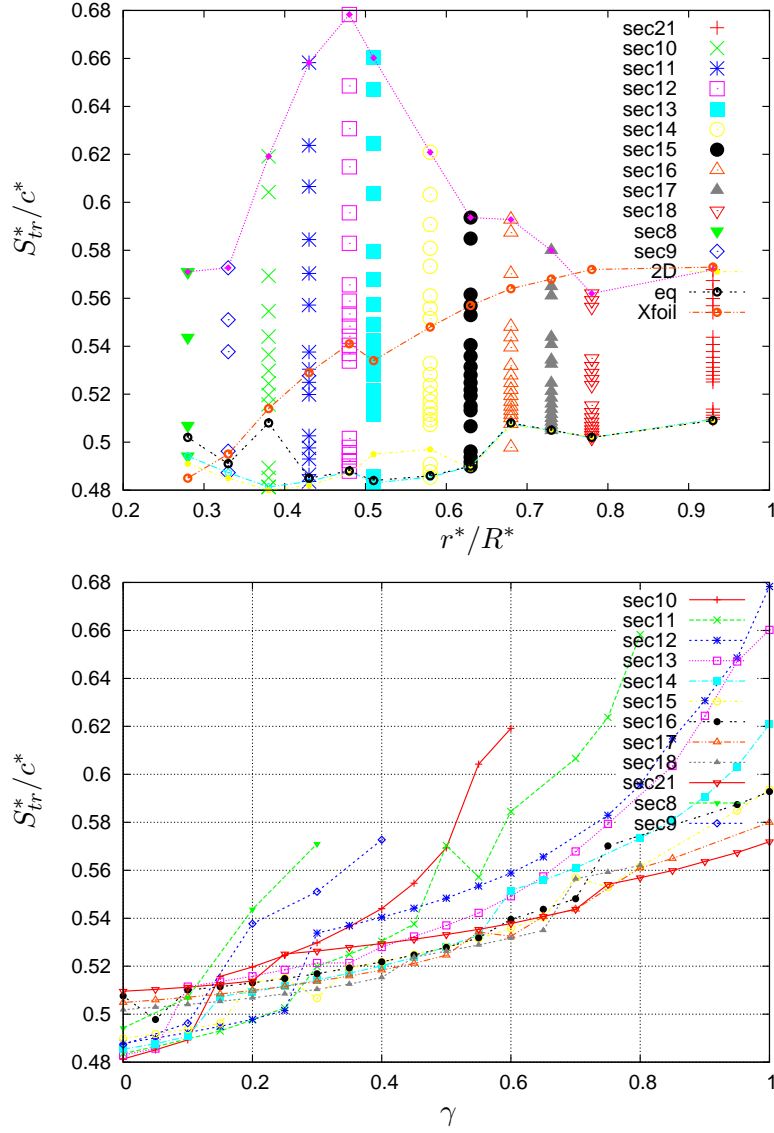 0.68
0.66
0.64
0.62
0.6
0.58
0.56
0.54
0.52
0.5
0.48
S*tr/c*
0.2 0.3 0.4 0.5 0.6 0.7 0.8 0.9 1
r*/R*
sec21
sec10
sec11
sec12
sec13
sec14
sec15
sec16
sec17
sec18
sec8
sec9
2D
eq
Xfoil
0.68
0.66
0.64
0.62
0.6
0.58
0.56
0.54
0.52
0.5
0.48
S*tr/c*
0 0.2 0.4 0.6 0.8 1
γ
sec10
sec11
sec12
sec13
sec14
sec15
sec16
sec17
sec18
sec21
sec8
sec9